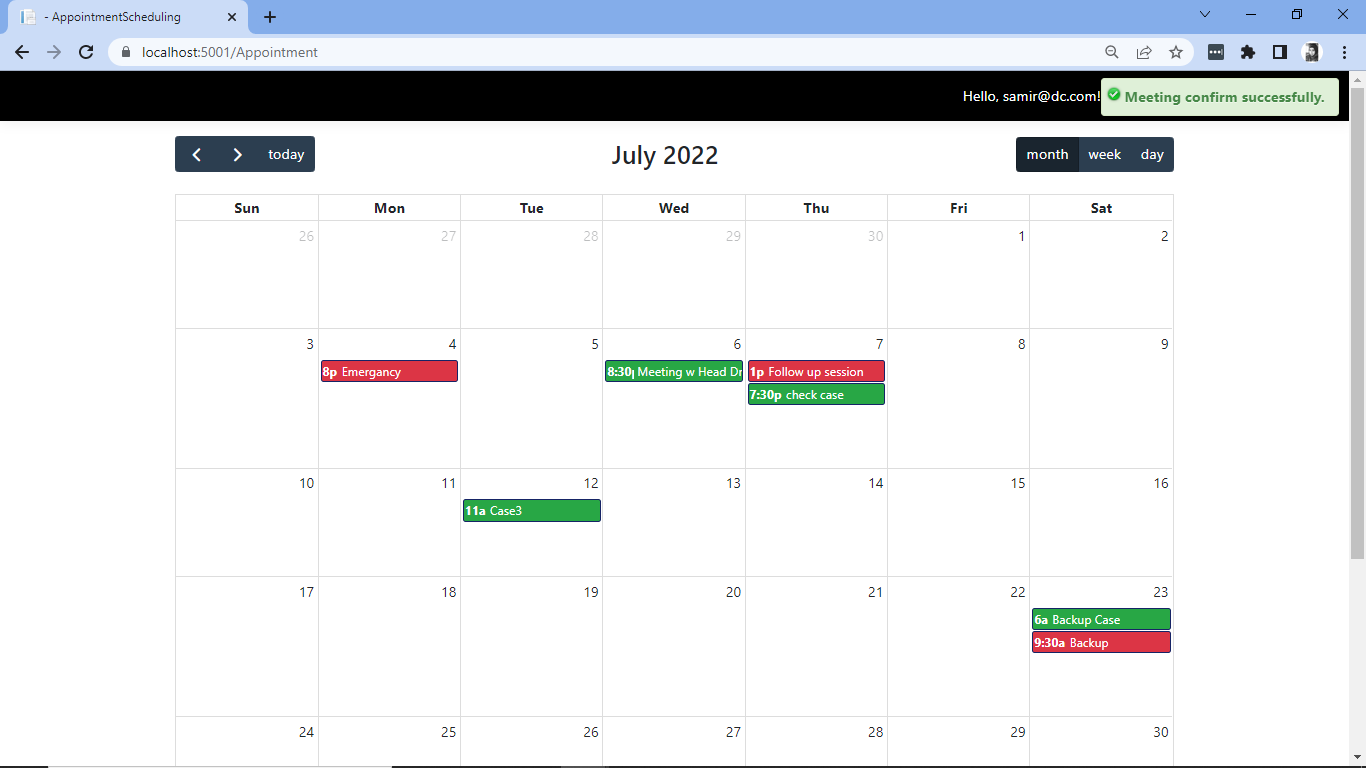 - AppointmentScheduling
localhost:5001/Appointment
Hello, samir@dc.com!
Meeting confirm successfully.
today
July 2022
month week day
Sun Mon Tue Wed Thu Fri Sat
26 27 28 29 30 1 2
3 4 5 6 7 8 9
8p Emergancy
8:30p Meeting w Head Dr
1p Follow up session
7:30p check case
10 11 12 13 14 15 16
11a Case3
17 18 19 20 21 22 23
6a Backup Case
9:30a Backup
24 25 26 27 28 29 30